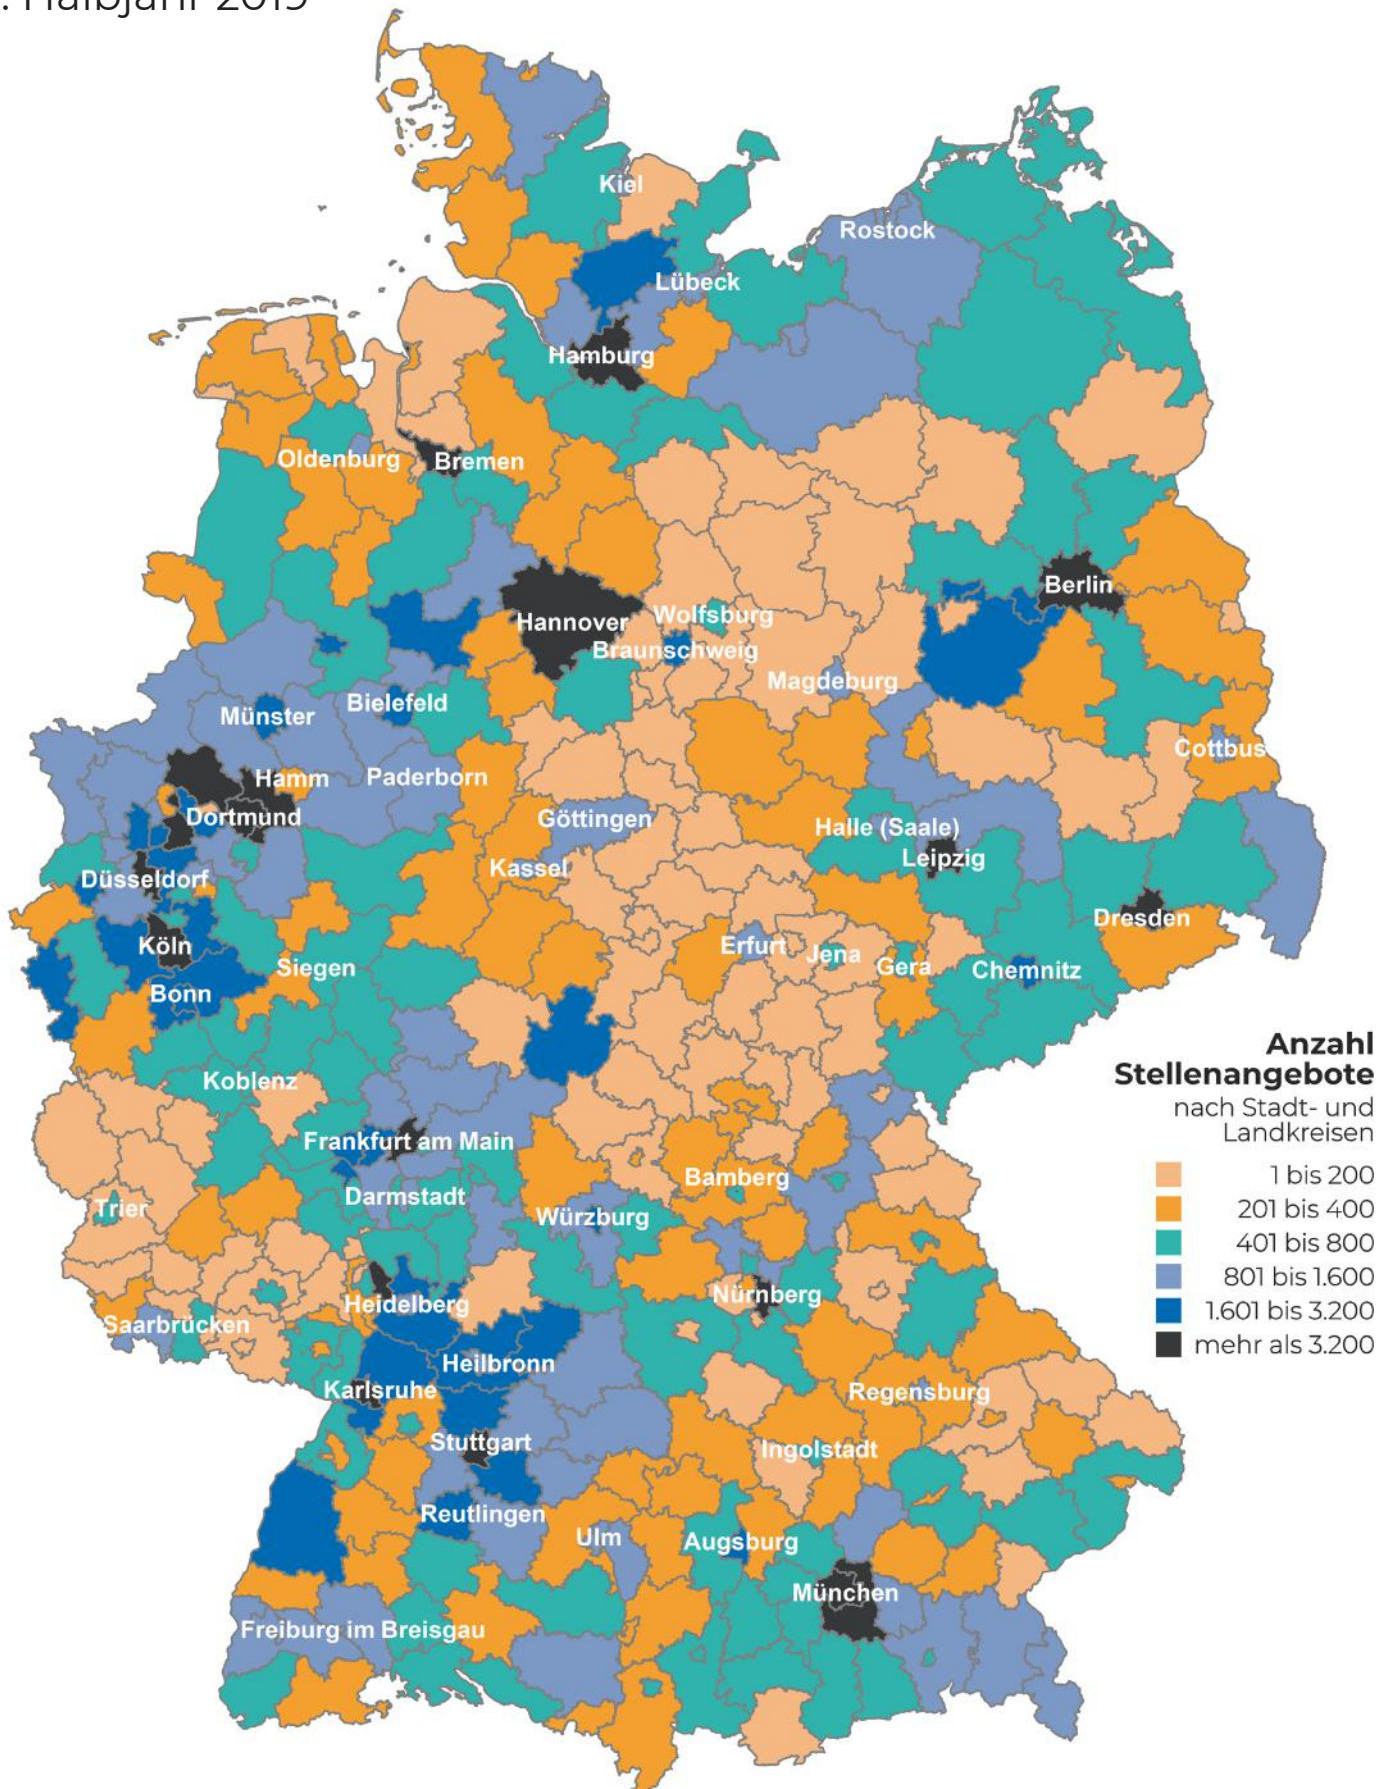 . Halbjahr 2019
Kiel
Rostock
Lübeck
Hamburg
Oldenburg
Bremen
Berlin
Hannover
Wolfsburg
Braunschweig
Magdeburg
Bielefeld
Münster
Cottbus
Hamm
Paderborn
Dortmund
Göttingen
Halle (Saale)
Leipzig
Kassel
Düsseldorf
Dresden
Köln
Erfurt
Jena
Gera
Siegen
Chemnitz
Bonn
Koblenz
Anzahl
Stellenangebote
nach Stadt- und
Landkreisen
1 bis 200
201 bis 400
401 bis 800
801 bis 1.600
1.601 bis 3.200
mehr als 3.200
Frankfurt am Main
Bamberg
Darmstadt
Trier
Würzburg
Nürnberg
Heidelberg
Saarbrücken
Heilbronn
Karlsruhe
Regensburg
Stuttgart
Ingolstadt
Reutlingen
Ulm
Augsburg
München
Freiburg im Breisgau